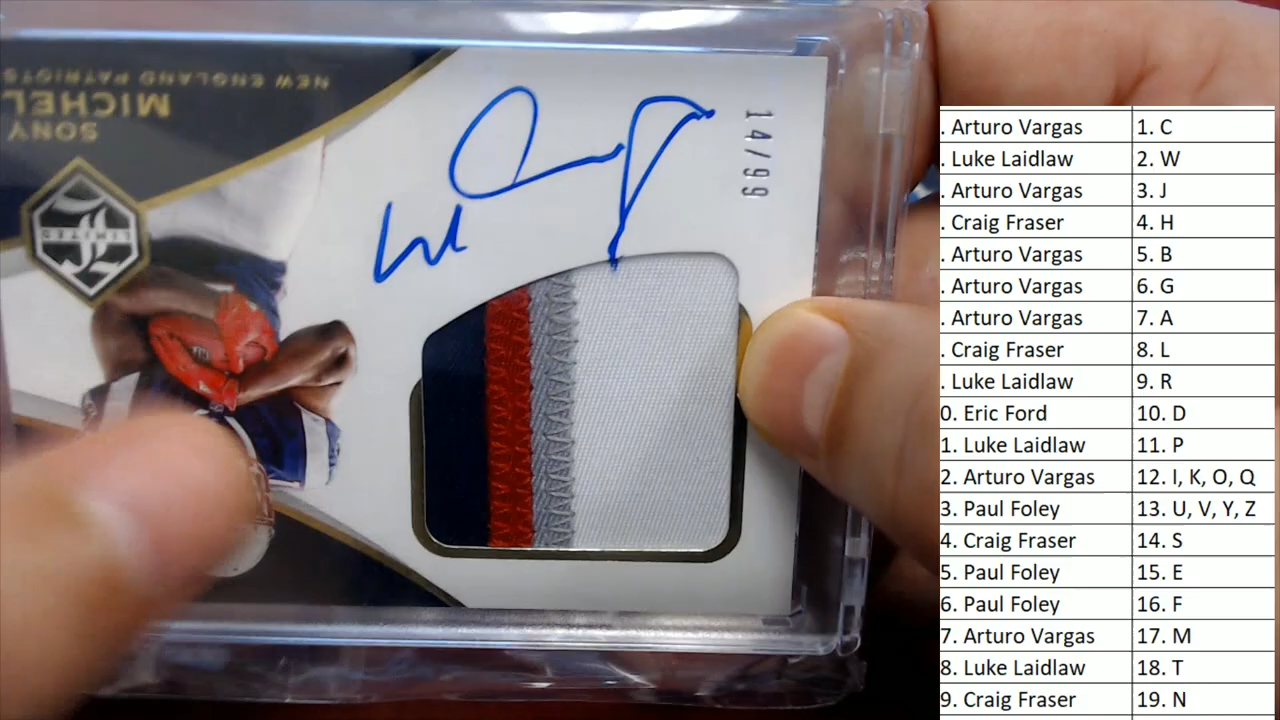 NEW ENGLAND PATRIOTS
MICHEL
SONY
LIMITED
14/99
. Arturo Vargas 1. C
. Luke Laidlaw 2. W
. Arturo Vargas 3. J
. Craig Fraser 4. H
. Arturo Vargas 5. B
. Arturo Vargas 6. G
. Arturo Vargas 7. A
. Craig Fraser 8. L
. Luke Laidlaw 9. R
0. Eric Ford 10. D
1. Luke Laidlaw 11. P
2. Arturo Vargas 12. I, K, O, Q
3. Paul Foley 13. U, V, Y, Z
4. Craig Fraser 14. S
5. Paul Foley 15. E
6. Paul Foley 16. F
7. Arturo Vargas 17. M
8. Luke Laidlaw 18. T
9. Craig Fraser 19. N